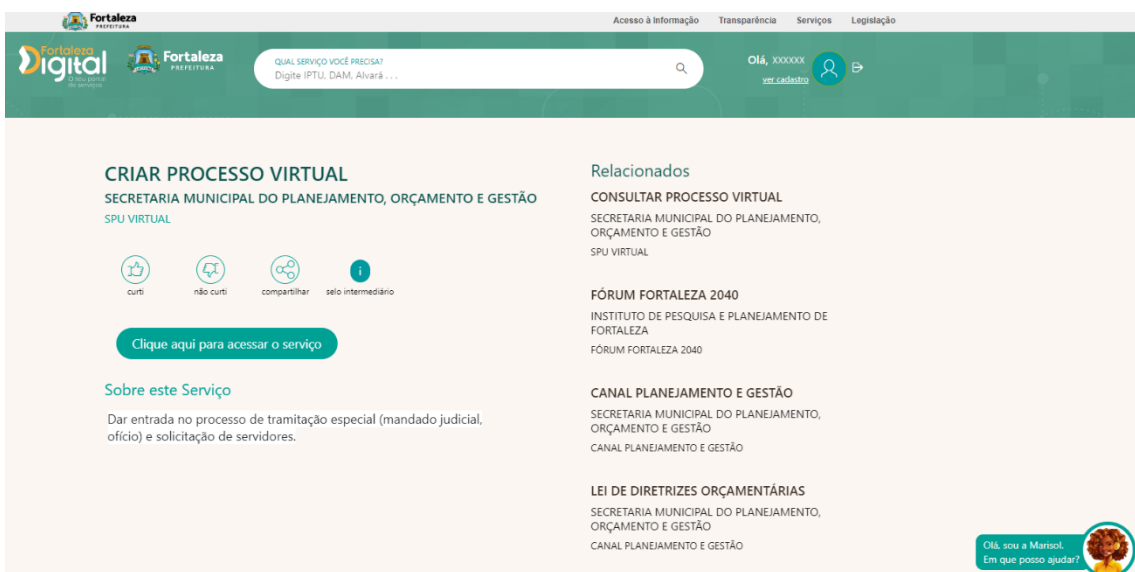 Fortaleza
PREFEITURA
Acesso à Informação Transparência Serviços Legislação
Fortaleza
Digital
O seu portal
de serviços
Fortaleza
PREFEITURA
QUAL SERVIÇO VOCÊ PRECISA?
Digite IPTU, DAM, Alvará . . .
Olá, xxxxxx
ver cadastro
CRIAR PROCESSO VIRTUAL
SECRETARIA MUNICIPAL DO PLANEJAMENTO, ORÇAMENTO E GESTÃO
SPU VIRTUAL
curti não curti compartilhar selo intermediário
i
Clique aqui para acessar o serviço
Sobre este Serviço
Dar entrada no processo de tramitação especial (mandado judicial,
ofício) e solicitação de servidores.
Relacionados
CONSULTAR PROCESSO VIRTUAL
SECRETARIA MUNICIPAL DO PLANEJAMENTO,
ORÇAMENTO E GESTÃO
SPU VIRTUAL
FÓRUM FORTALEZA 2040
INSTITUTO DE PESQUISA E PLANEJAMENTO DE
FORTALEZA
FÓRUM FORTALEZA 2040
CANAL PLANEJAMENTO E GESTÃO
SECRETARIA MUNICIPAL DO PLANEJAMENTO,
ORÇAMENTO E GESTÃO
CANAL PLANEJAMENTO E GESTÃO
LEI DE DIRETRIZES ORÇAMENTÁRIAS
SECRETARIA MUNICIPAL DO PLANEJAMENTO,
ORÇAMENTO E GESTÃO
CANAL PLANEJAMENTO E GESTÃO
Olá, sou a Marisol.
Em que posso ajudar?